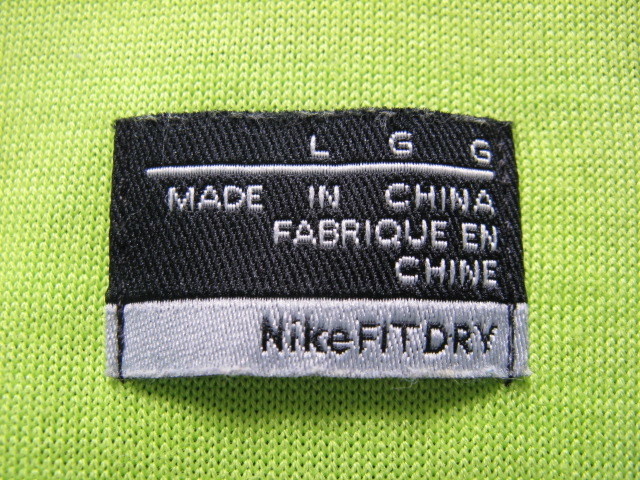 L G G
MADE IN CHINA
FABRIQUE EN
CHINE
NikeFITDRY